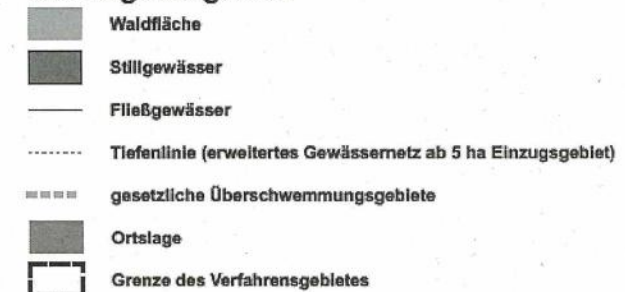 Waldfläche
Stillgewässer
Fließgewässer
Tiefenlinie (erweitertes Gewässernetz ab 5 ha Einzugsgebiet)
gesetzliche Überschwemmungsgebiete
Ortslage
Grenze des Verfahrensgebietes